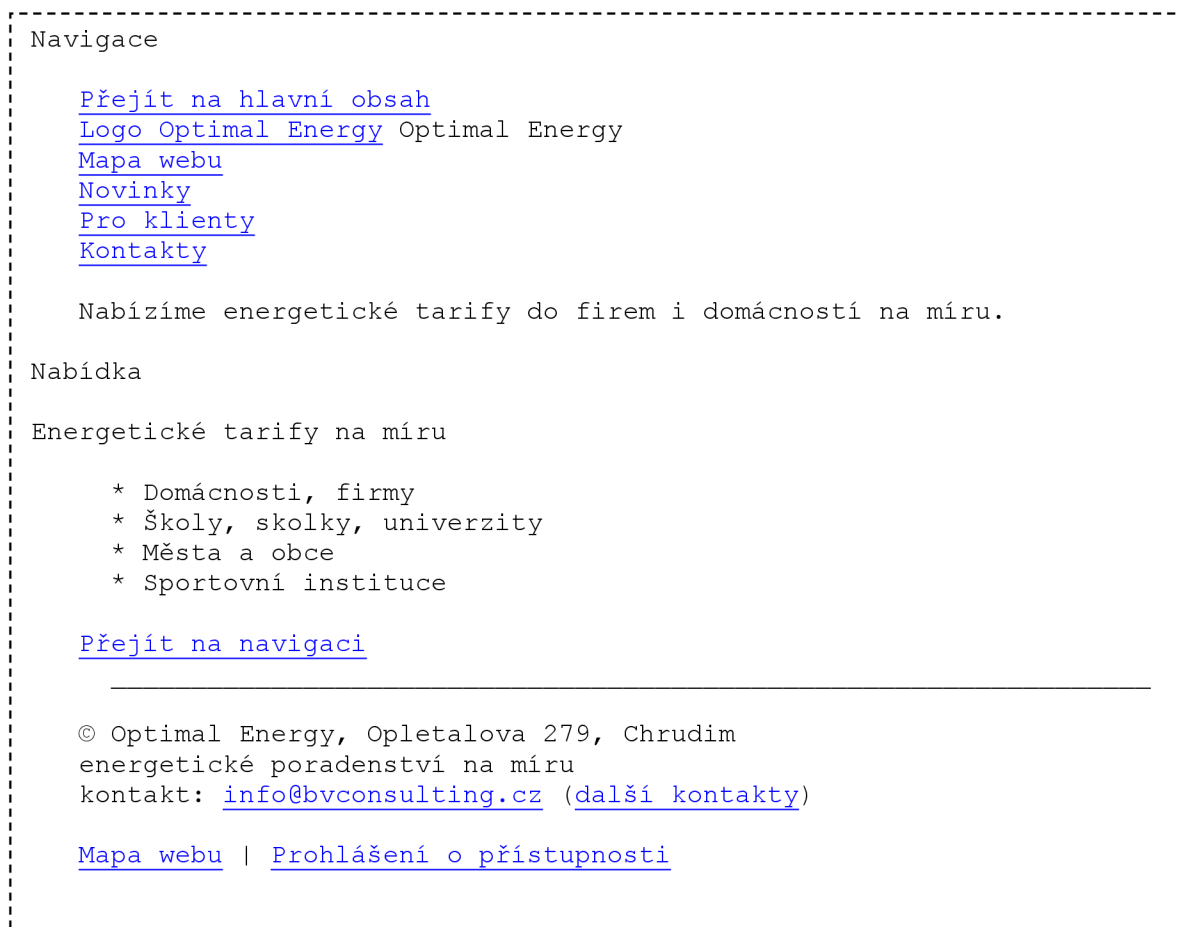 Navigace
Přejít na hlavní obsah
Logo Optimal Energy Optimal Energy
Mapa webu
Novinky
Pro klienty
Kontakty
Nabízíme energetické tarify do firem i domácností na míru.
Nabídka
Energetické tarify na míru
* Domácnosti, firmy
* Školy, skolky, univerzity
* Města a obce
* Sportovní instituce
Přejít na navigaci
© Optimal Energy, Opletalova 279, Chrudim
energetické poradenství na míru
kontakt: info@bvconsulting.cz (další kontakty)
Mapa webu | Prohlášení o přístupnosti